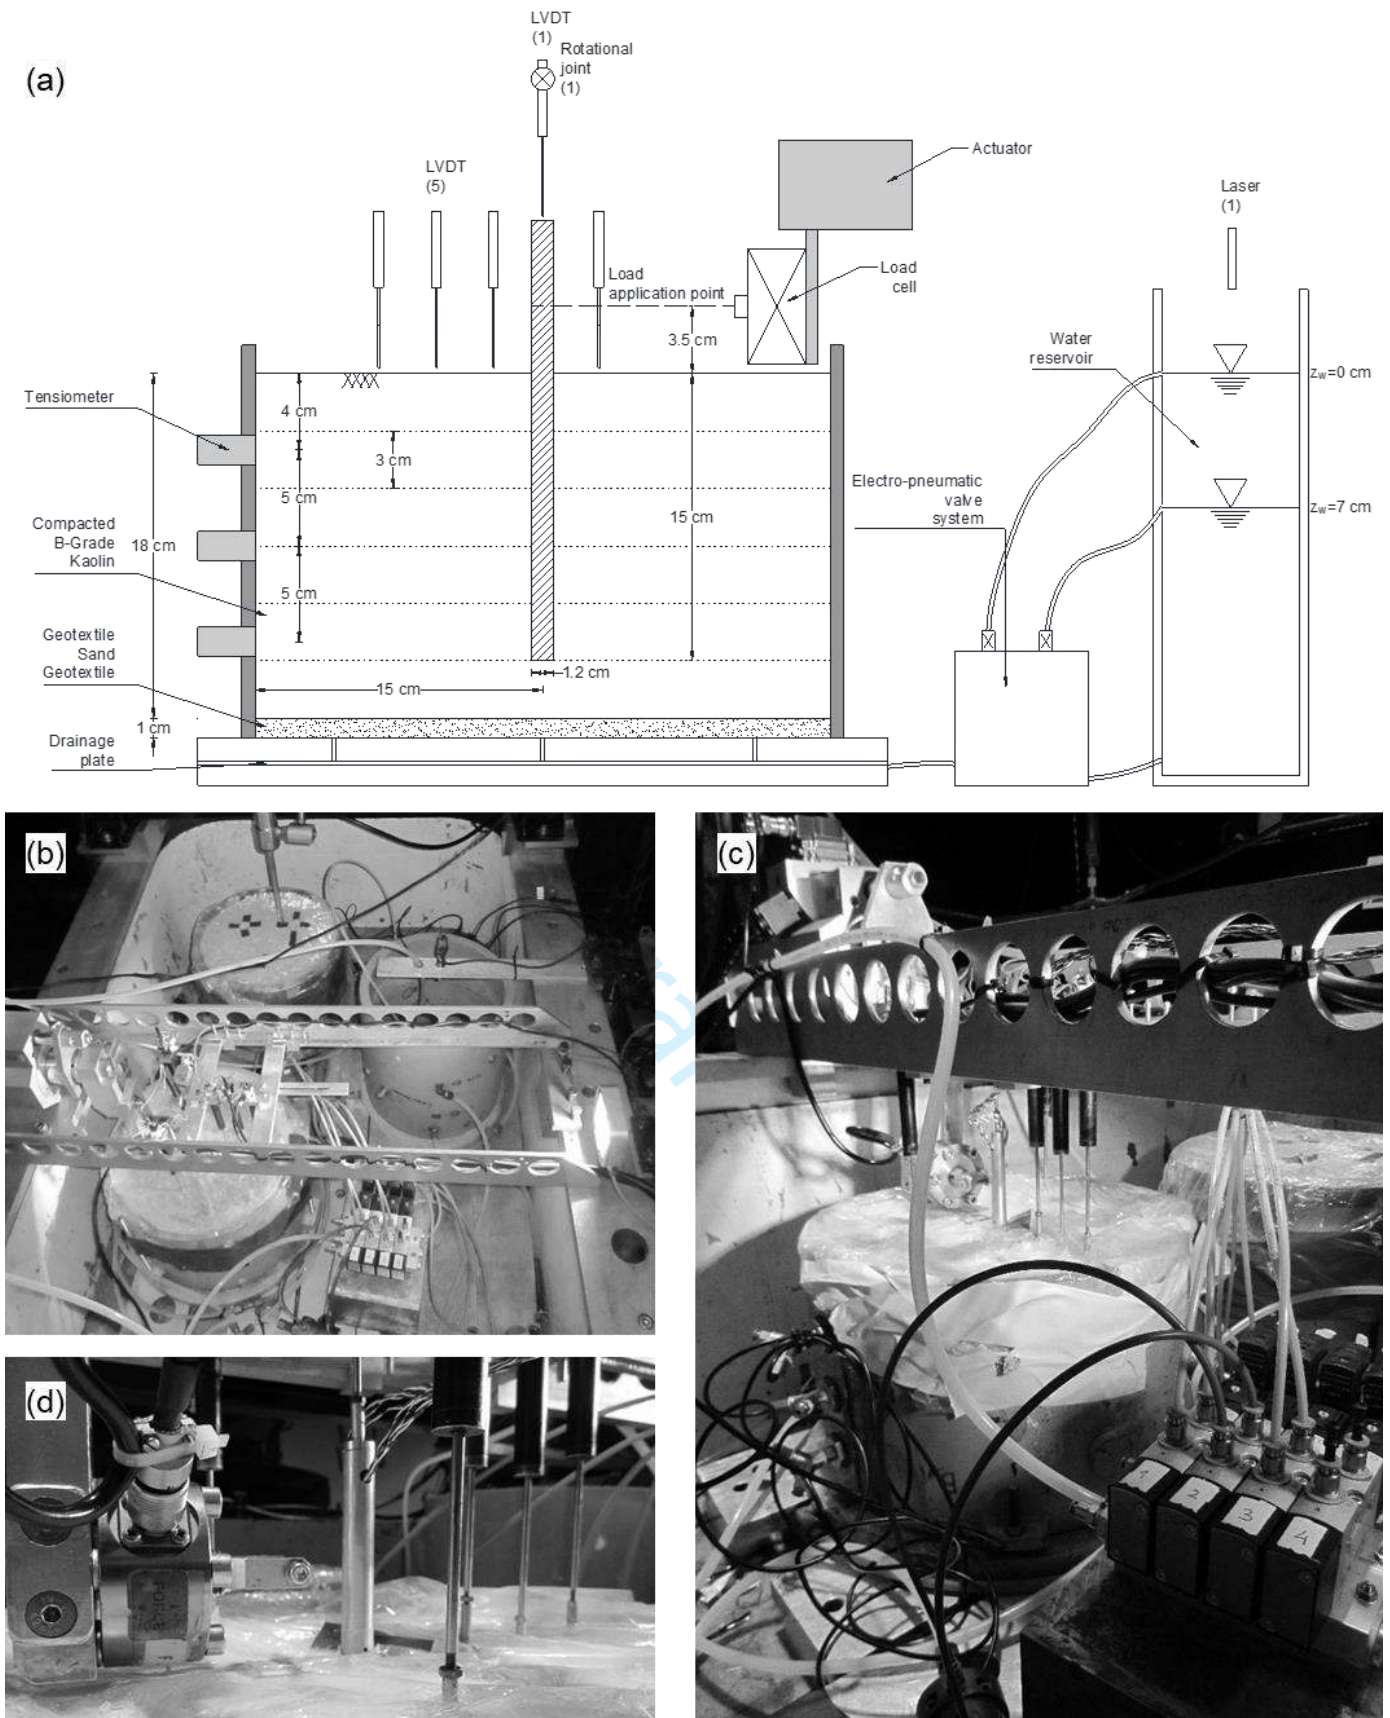 (a)
LVDT
(1)
Rotational
joint
(1)
LVDT
(5)
Actuator
Laser
(1)
Load
application point
Load
cell
3.5 cm
Water
reservoir
zw=0 cm
Tensiometer
4 cm
3 cm
5 cm
Electro-pneumatic
valve
system
zw=7 cm
15 cm
Compacted
B-Grade
Kaolin
18 cm
5 cm
Geotextile
Sand
Geotextile
1.2 cm
15 cm
1 cm
Drainage
plate
(b)
(c)
(d)
1
2
3
4
FORCE